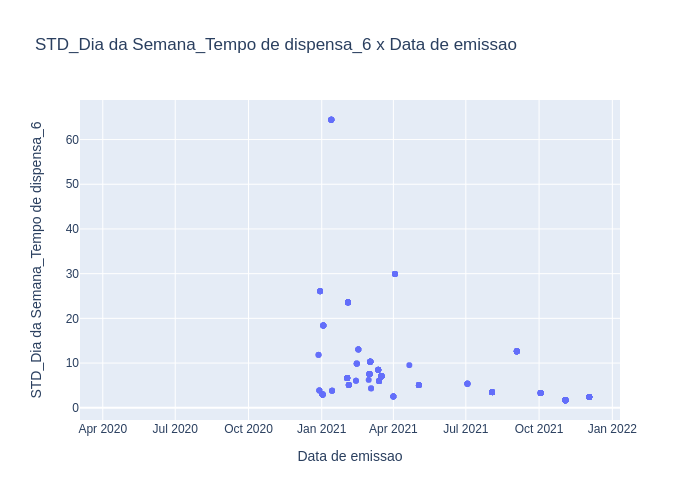 STD_Dia da Semana_Tempo de dispensa_6 x Data de emissao
STD_Dia da Semana_Tempo de dispensa_6
60
50
40
30
20
10
0
Apr 2020 Jul 2020 Oct 2020 Jan 2021 Apr 2021 Jul 2021 Oct 2021 Jan 2022
Data de emissao